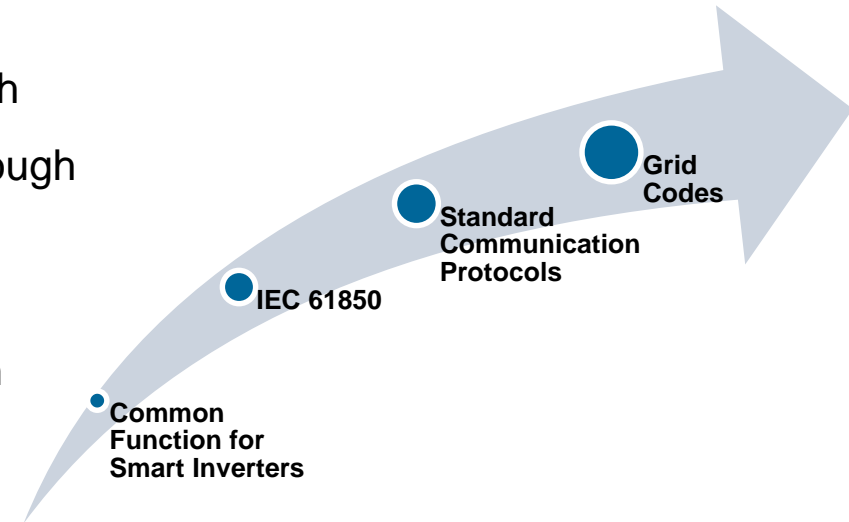 h
ough
Grid
Codes
Standard
Communication
Protocols
IEC 61850
Common
Function for
Smart Inverters